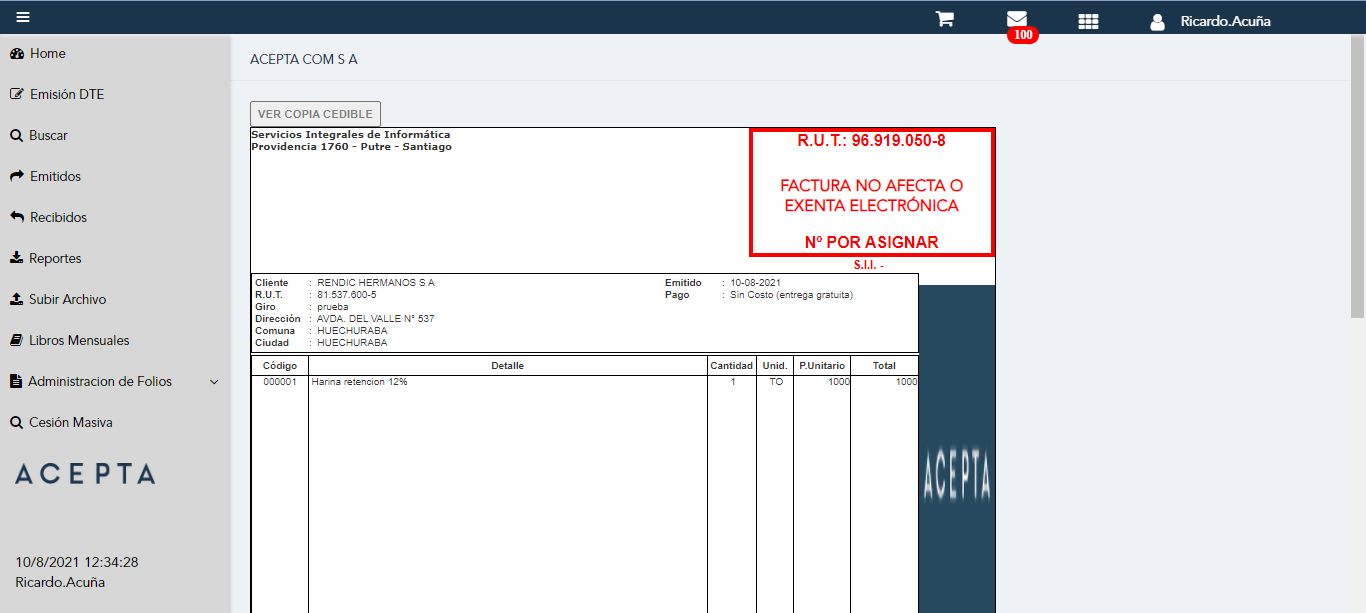 Ricardo.Acuña
100
Home
Emisión DTE
Buscar
Emitidos
Recibidos
Reportes
Subir Archivo
Libros Mensuales
Administracion de Folios
Cesión Masiva
ACEPTA
10/8/2021 12:34:28
Ricardo.Acuña
ACEPTA COM S A
VER COPIA CEDIBLE
Servicios Integrales de Informática
Providencia 1760 - Putre - Santiago
R.U.T.: 96.919.050-8
FACTURA NO AFECTA O
EXENTA ELECTRÓNICA
Nº POR ASIGNAR
S.I.I. -
Cliente : RENDIC HERMANOS S A Emitido : 10-08-2021
R.U.T. : 81.537.600-5 Pago : Sin Costo (entrega gratuita)
Giro : prueba
Dirección : AVDA. DEL VALLE N° 537
Comuna : HUECHURABA
Ciudad : HUECHURABA
Código Detalle Cantidad Unid. P.Unitario Total
000001 Harina retencion 12% 1 TO 1000 1000
ACEPTA